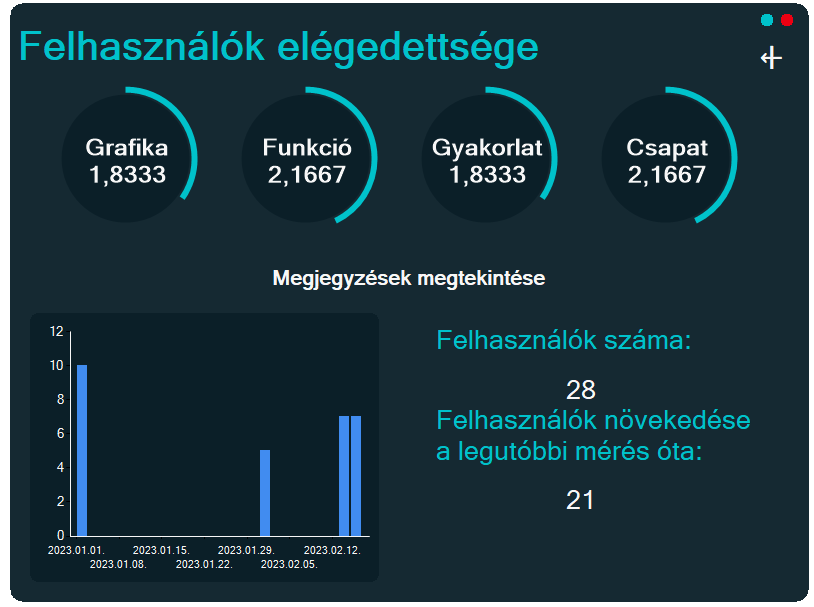 Felhasználók elégedettsége
Grafika
1,8333
Funkció
2,1667
Gyakorlat
1,8333
Csapat
2,1667
Megjegyzések megtekintése
12
10
8
6
4
2
0
2023.01.01.
2023.01.08.
2023.01.15.
2023.01.22.
2023.01.29.
2023.02.05.
2023.02.12.
Felhasználók száma:
28
Felhasználók növekedése
a legutóbbi mérés óta:
21